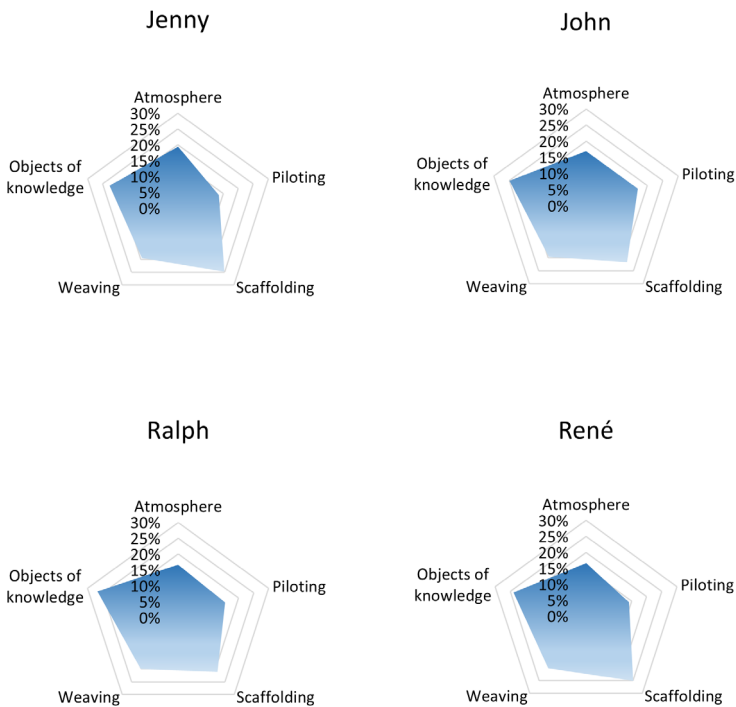 Jenny
Atmosphere
30%
25%
20%
15%
10%
5%
0%
Piloting
Scaffolding
Weaving
Objects of
knowledge
John
Atmosphere
30%
25%
20%
15%
10%
5%
0%
Piloting
Scaffolding
Weaving
Objects of
knowledge
Ralph
Atmosphere
30%
25%
20%
15%
10%
5%
0%
Piloting
Scaffolding
Weaving
Objects of
knowledge
René
Atmosphere
30%
25%
20%
15%
10%
5%
0%
Piloting
Scaffolding
Weaving
Objects of
knowledge